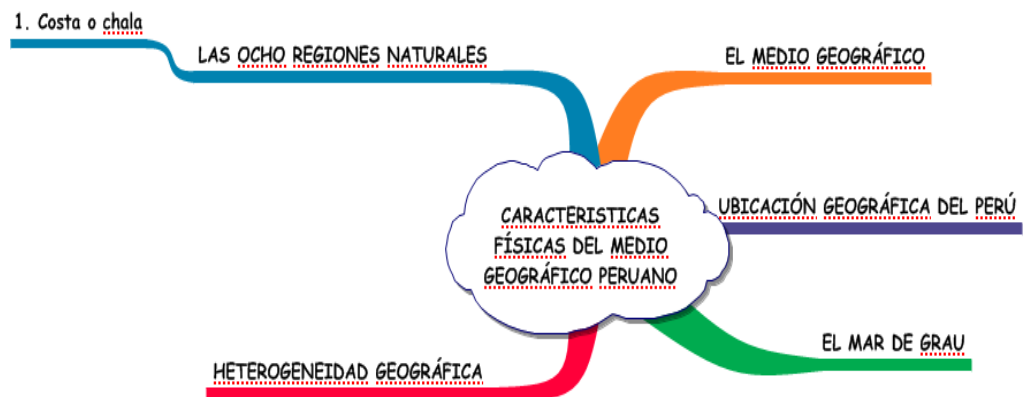 1. Costa o chala
LAS OCHO REGIONES NATURALES
EL MEDIO GEOGRÁFICO
CARACTERISTICAS
FÍSICAS DEL MEDIO
GEOGRÁFICO PERUANO
UBICACIÓN GEOGRÁFICA DEL PERÚ
EL MAR DE GRAU
HETEROGENEIDAD GEOGRÁFICA